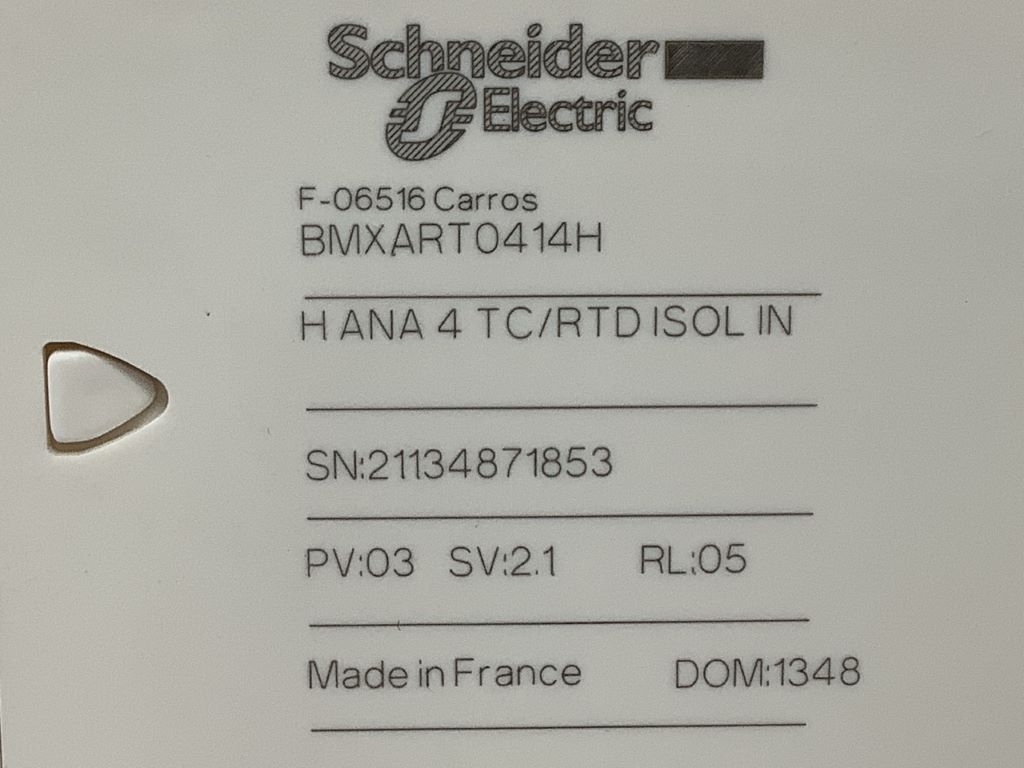 Schneider
Electric
F-06516 Carros
BMXART0414H
H ANA 4 TC/RTD ISOL IN
SN:21134871853
PV:03 SV:2.1 RL:05
Made in France DOM:1348